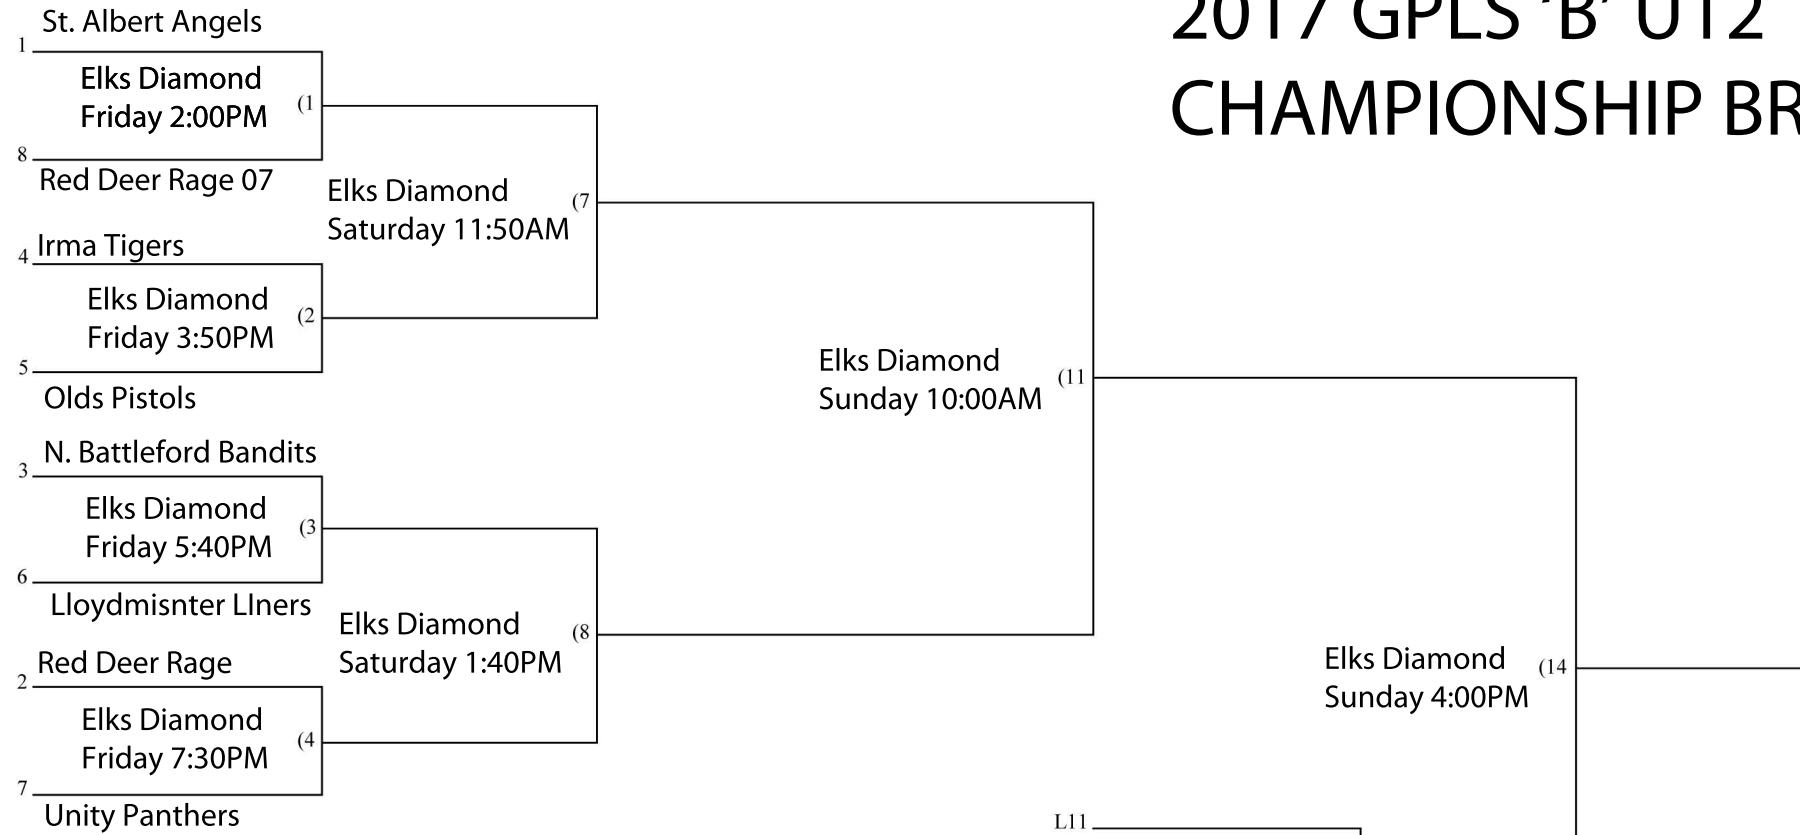 2017 GPLS ‘B’ U12
CHAMPIONSHIP BR
St. Albert Angels
1
Elks Diamond
Friday 2:00PM
(1
8
Red Deer Rage 07
Elks Diamond
Saturday 11:50AM
(7
Irma Tigers
4
Elks Diamond
Friday 3:50PM
(2
5
Olds Pistols
Elks Diamond
Sunday 10:00AM
(11
N. Battleford Bandits
3
Elks Diamond
Friday 5:40PM
(3
6
Lloydmisnter LIners
Elks Diamond
Saturday 1:40PM
(8
Red Deer Rage
2
Elks Diamond
Friday 7:30PM
(4
7
Unity Panthers
Elks Diamond
Sunday 4:00PM
(14
L11